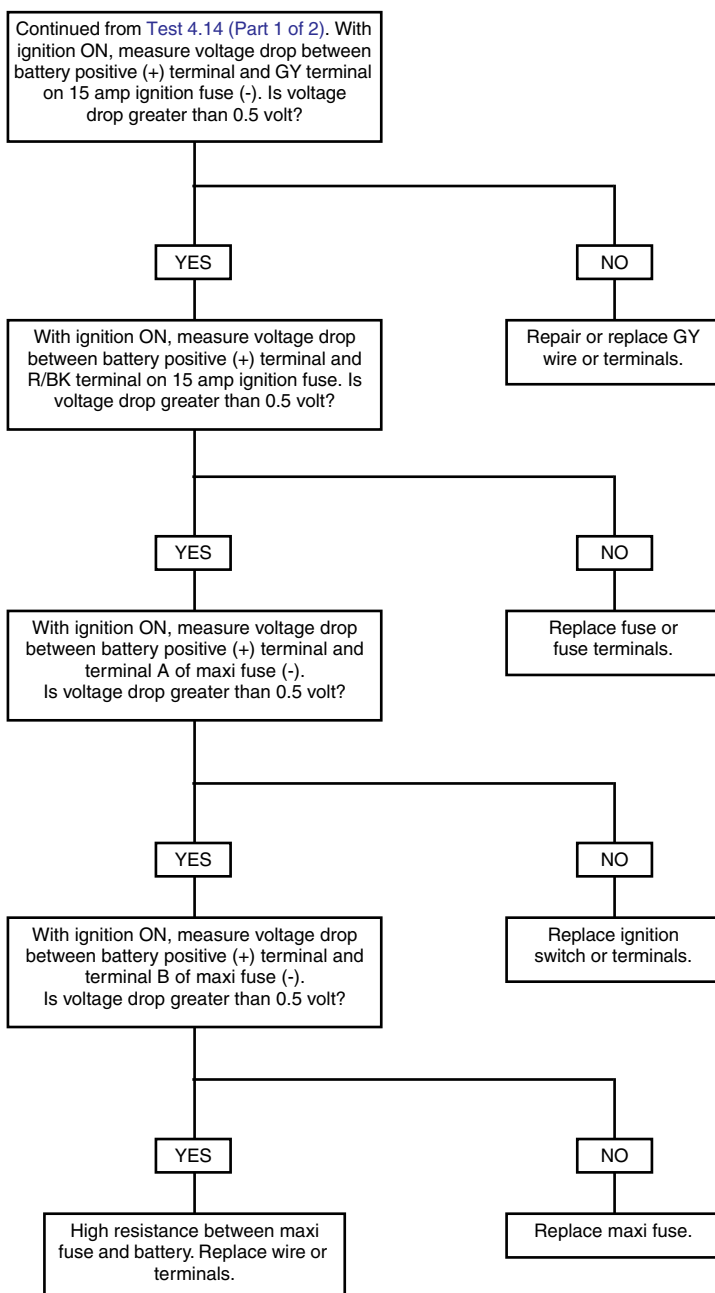 Continued from Test 4.14 (Part 1 of 2). With
ignition ON, measure voltage drop between
battery positive (+) terminal and GY terminal
on 15 amp ignition fuse (-). Is voltage
drop greater than 0.5 volt?
YES
NO
With ignition ON, measure voltage drop
between battery positive (+) terminal and
R/BK terminal on 15 amp ignition fuse. Is
voltage drop greater than 0.5 volt?
Repair or replace GY
wire or terminals.
YES
NO
With ignition ON, measure voltage drop
between battery positive (+) terminal and
terminal A of maxi fuse (-).
Is voltage drop greater than 0.5 volt?
Replace fuse or
fuse terminals.
YES
NO
With ignition ON, measure voltage drop
between battery positive (+) terminal and
terminal B of maxi fuse (-).
Is voltage drop greater than 0.5 volt?
Replace ignition
switch or terminals.
YES
NO
High resistance between maxi
fuse and battery. Replace wire or
terminals.
Replace maxi fuse.